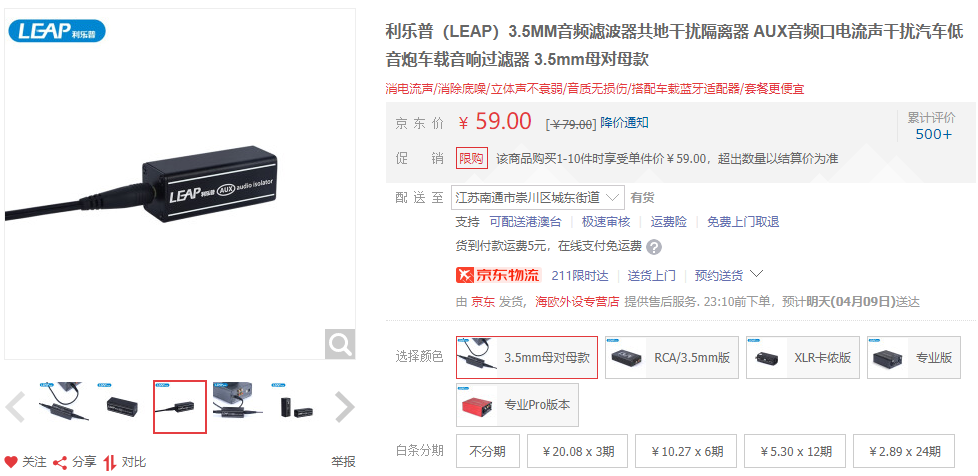 LEAP利乐普
利乐普（LEAP）3.5MM音频滤波器共地干扰隔离器 AUX音频口电流声干扰汽车低
音炮车载音响过滤器 3.5mm母对母款
消电流声/消除底噪/立体声不衰弱/音质无损伤/搭配车载蓝牙适配器/套餐更便宜
京东价 ￥59.00 [￥79.00] 降价通知
累计评价
500+
促销 限购 该商品购买1-10件时享受单件价￥59.00，超出数量以结算价为准
LEAP利乐普 AUX audio isolator
配送至 江苏南通市崇川区城东街道 有货
支持 可配送港澳台 极速审核 运费险 免费上门取退
货到付款运费5元，在线支付免运费 ?
京东物流 211限时达 送货上门 预约送货
由 京东 发货，海欧外设专营店 提供售后服务. 23:10前下单，预计明天(04月09日)送达
选择颜色 3.5mm母对母款 RCA/3.5mm版 XLR卡侬版 专业版
专业Pro版本
白条分期 不分期 ￥20.08 x 3期 ￥10.27 x 6期 ￥5.30 x 12期 ￥2.89 x 24期
关注 分享 对比 举报